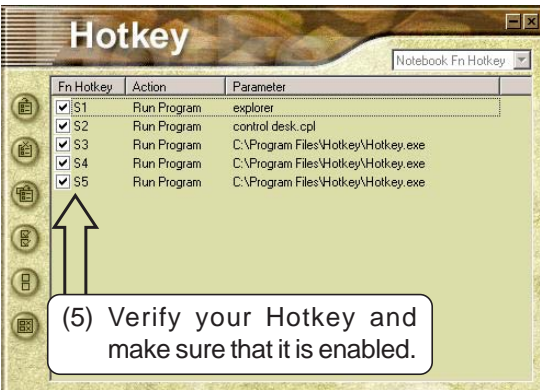 Hotkey
Notebook Fn Hotkey
Fn Hotkey Action Parameter
S1 Run Program explorer
S2 Run Program control desk.cpl
S3 Run Program C:\Program Files\Hotkey\Hotkey.exe
S4 Run Program C:\Program Files\Hotkey\Hotkey.exe
S5 Run Program C:\Program Files\Hotkey\Hotkey.exe
(5) Verify your Hotkey and
make sure that it is enabled.